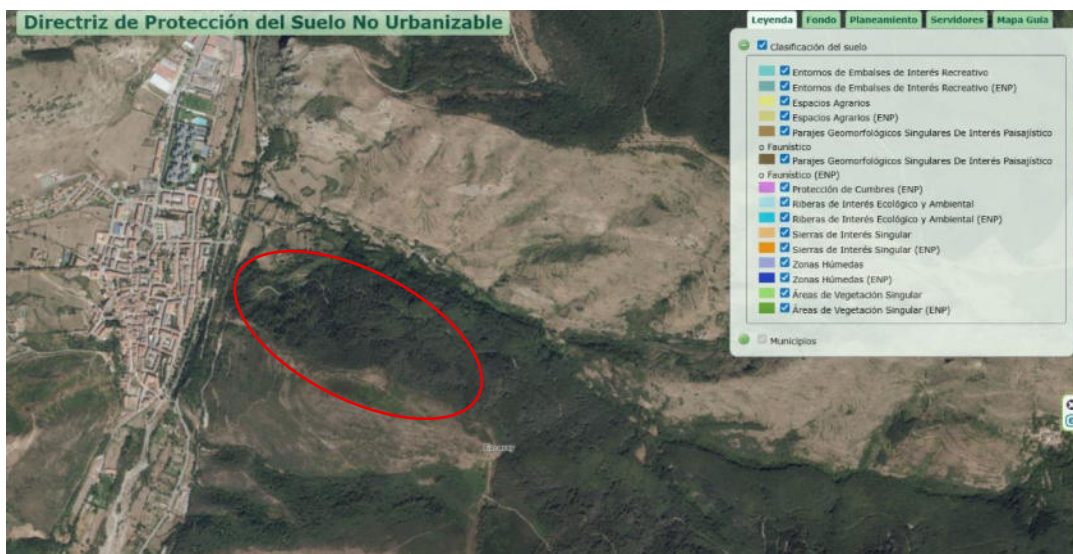 Directriz de Protección del Suelo No Urbanizable
Leyenda Fondo Planeamiento Servidores Mapa Guía
Clasificación del suelo
Entornos de Embalses de Interés Recreativo
Entornos de Embalses de Interés Recreativo (ENP)
Espacios Agrarios
Espacios Agrarios (ENP)
Parajes Geomorfológicos Singulares De Interés Paisajístico
o Faunístico
Parajes Geomorfológicos Singulares De Interés Paisajístico
o Faunístico (ENP)
Protección de Cumbres (ENP)
Riberas de Interés Ecológico y Ambiental
Riberas de Interés Ecológico y Ambiental (ENP)
Sierras de Interés Singular
Sierras de Interés Singular (ENP)
Zonas Húmedas
Zonas Húmedas (ENP)
Áreas de Vegetación Singular
Áreas de Vegetación Singular (ENP)
Municipios